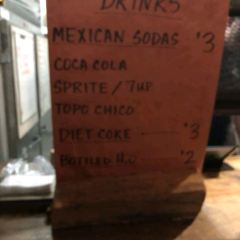 DRINKS
MEXICAN SODAS $3
COCA COLA
SPRITE / 7UP
TOPO CHICO
DIET COKE — $3
BOTTLED H2O $2